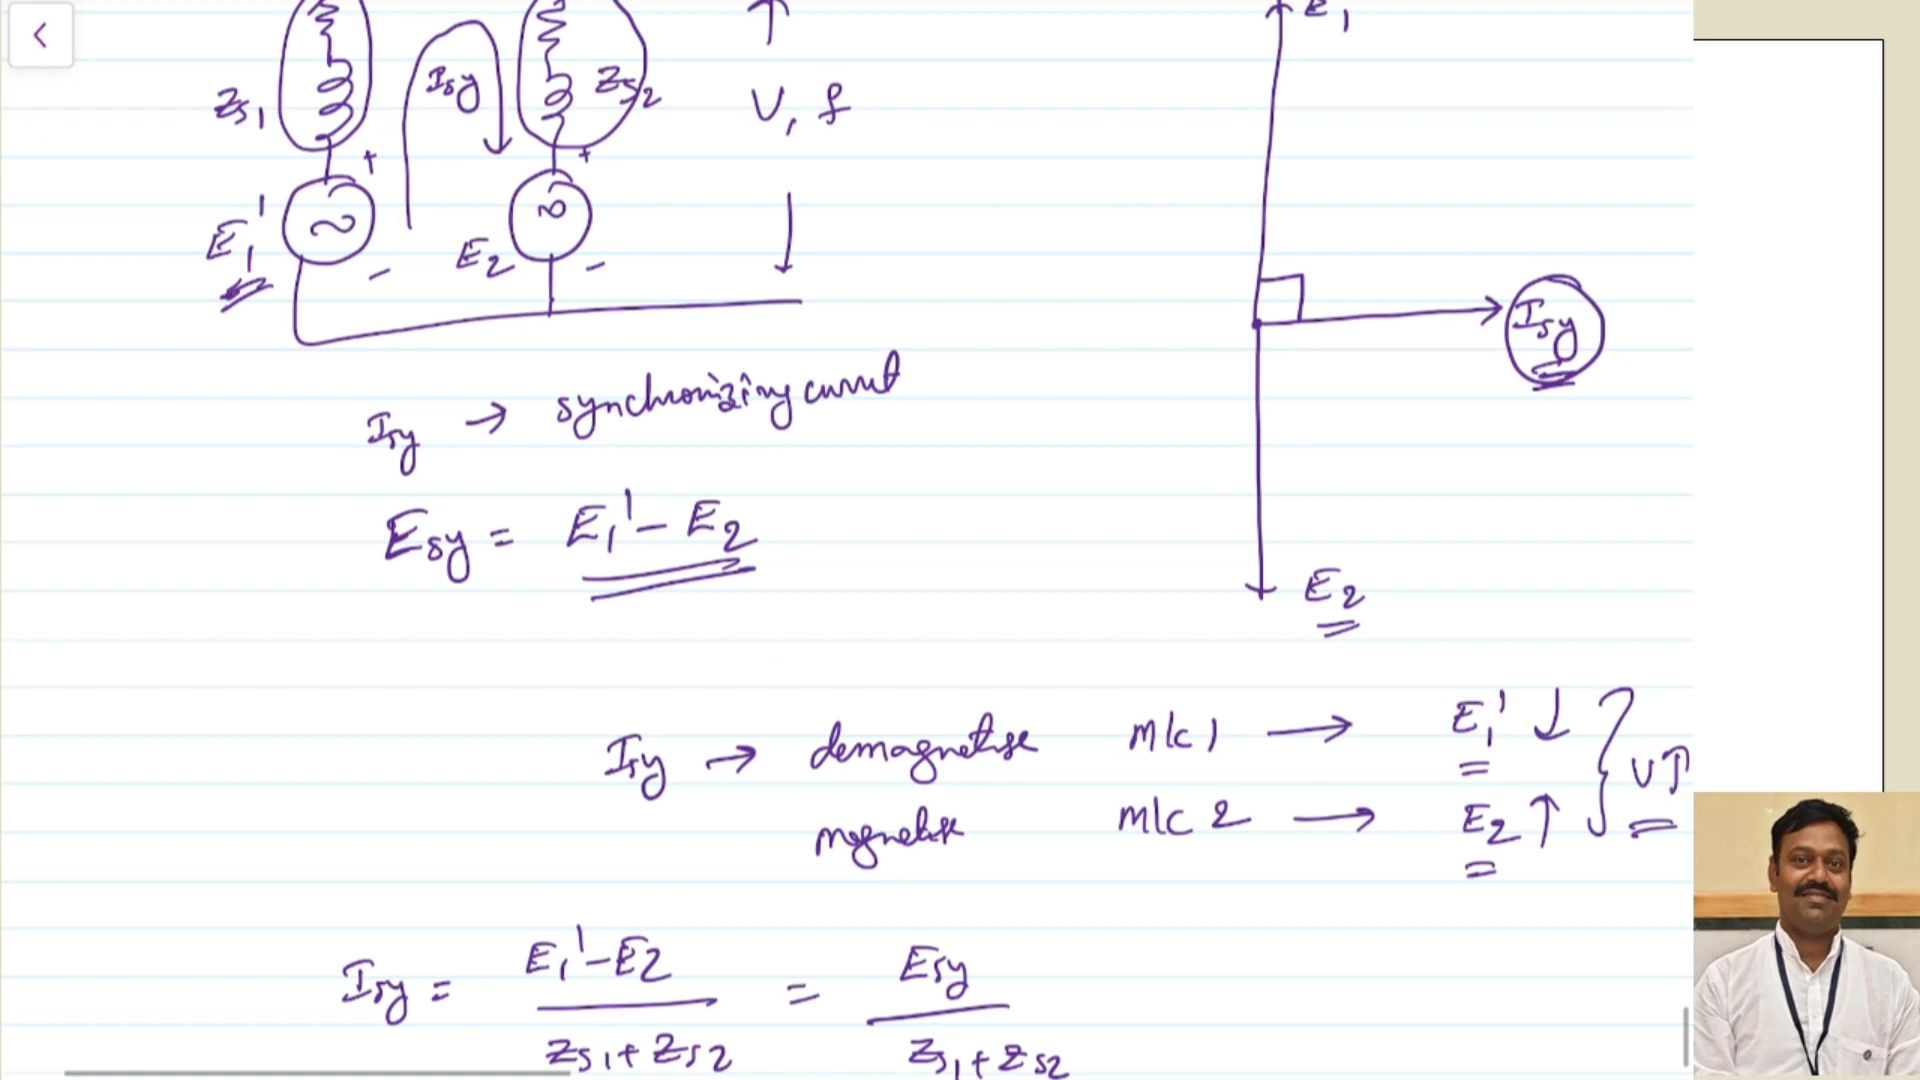 E₁
Zs₁ Isy Zs₂ V, f
+ +
E₁' E₂
- -
Isy → synchronizing current
Esy = E₁' - E₂
Isy
E₂
Isy → demagnetise m/c 1 → E₁' ↓
magnetise m/c 2 → E₂ ↑ } V↑
Isy = E₁' - E₂ / Zs₁ + Zs₂ = Esy / Zs₁ + Zs₂